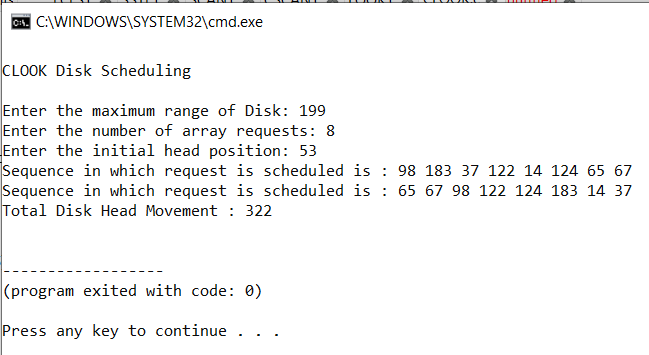 C:\WINDOWS\SYSTEM32\cmd.exe
CLOOK Disk Scheduling
Enter the maximum range of Disk: 199
Enter the number of array requests: 8
Enter the initial head position: 53
Sequence in which request is scheduled is : 98 183 37 122 14 124 65 67
Sequence in which request is scheduled is : 65 67 98 122 124 183 14 37
Total Disk Head Movement : 322
------------------
(program exited with code: 0)
Press any key to continue . . .